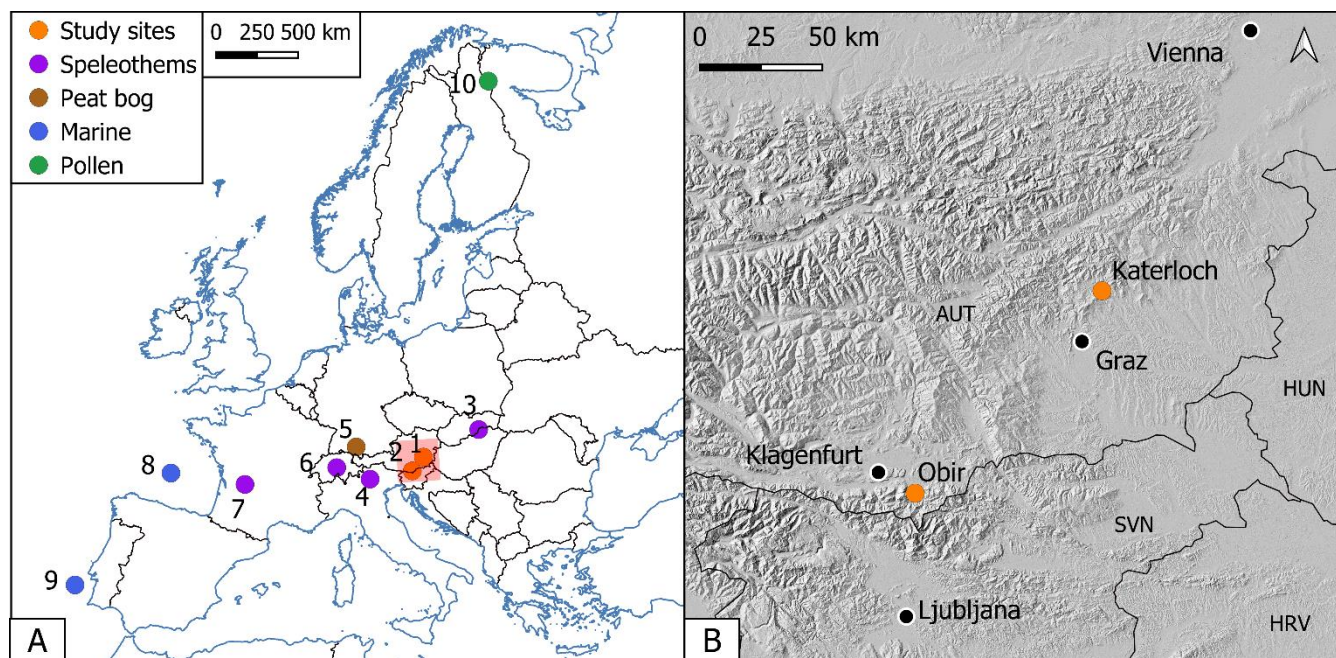 Study sites
Speleothems
Peat bog
Marine
Pollen
0 250 500 km
10
3
5
2 1
6
4
8
7
9
A
0 25 50 km
Vienna
Katerloch
AUT
Graz
HUN
Klagenfurt
Obir
SVN
Ljubljana
HRV
B